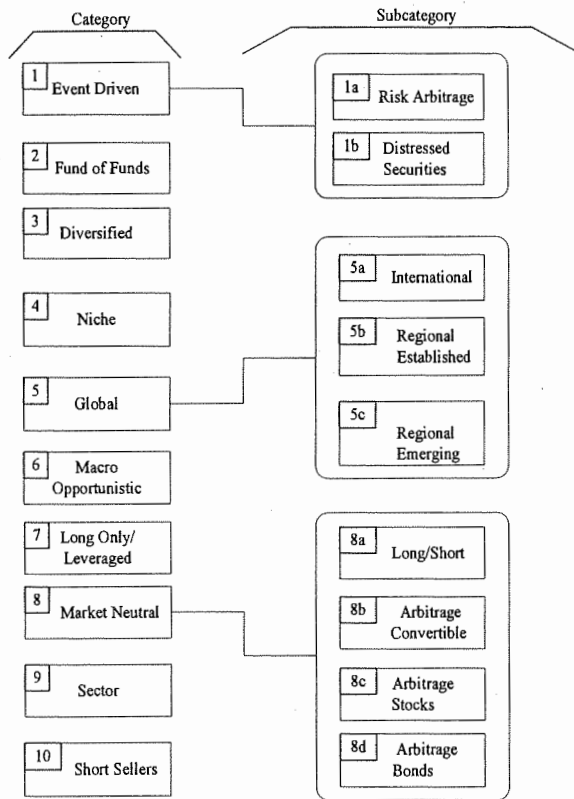 Category
Subcategory
1
Event Driven
2
Fund of Funds
3
Diversified
4
Niche
5
Global
6
Macro
Opportunistic
7
Long Only/
Leveraged
8
Market Neutral
9
Sector
10
Short Sellers
1a
Risk Arbitrage
1b
Distressed
Securities
5a
International
5b
Regional
Established
5c
Regional
Emerging
8a
Long/Short
8b
Arbitrage
Convertible
8c
Arbitrage
Stocks
8d
Arbitrage
Bonds